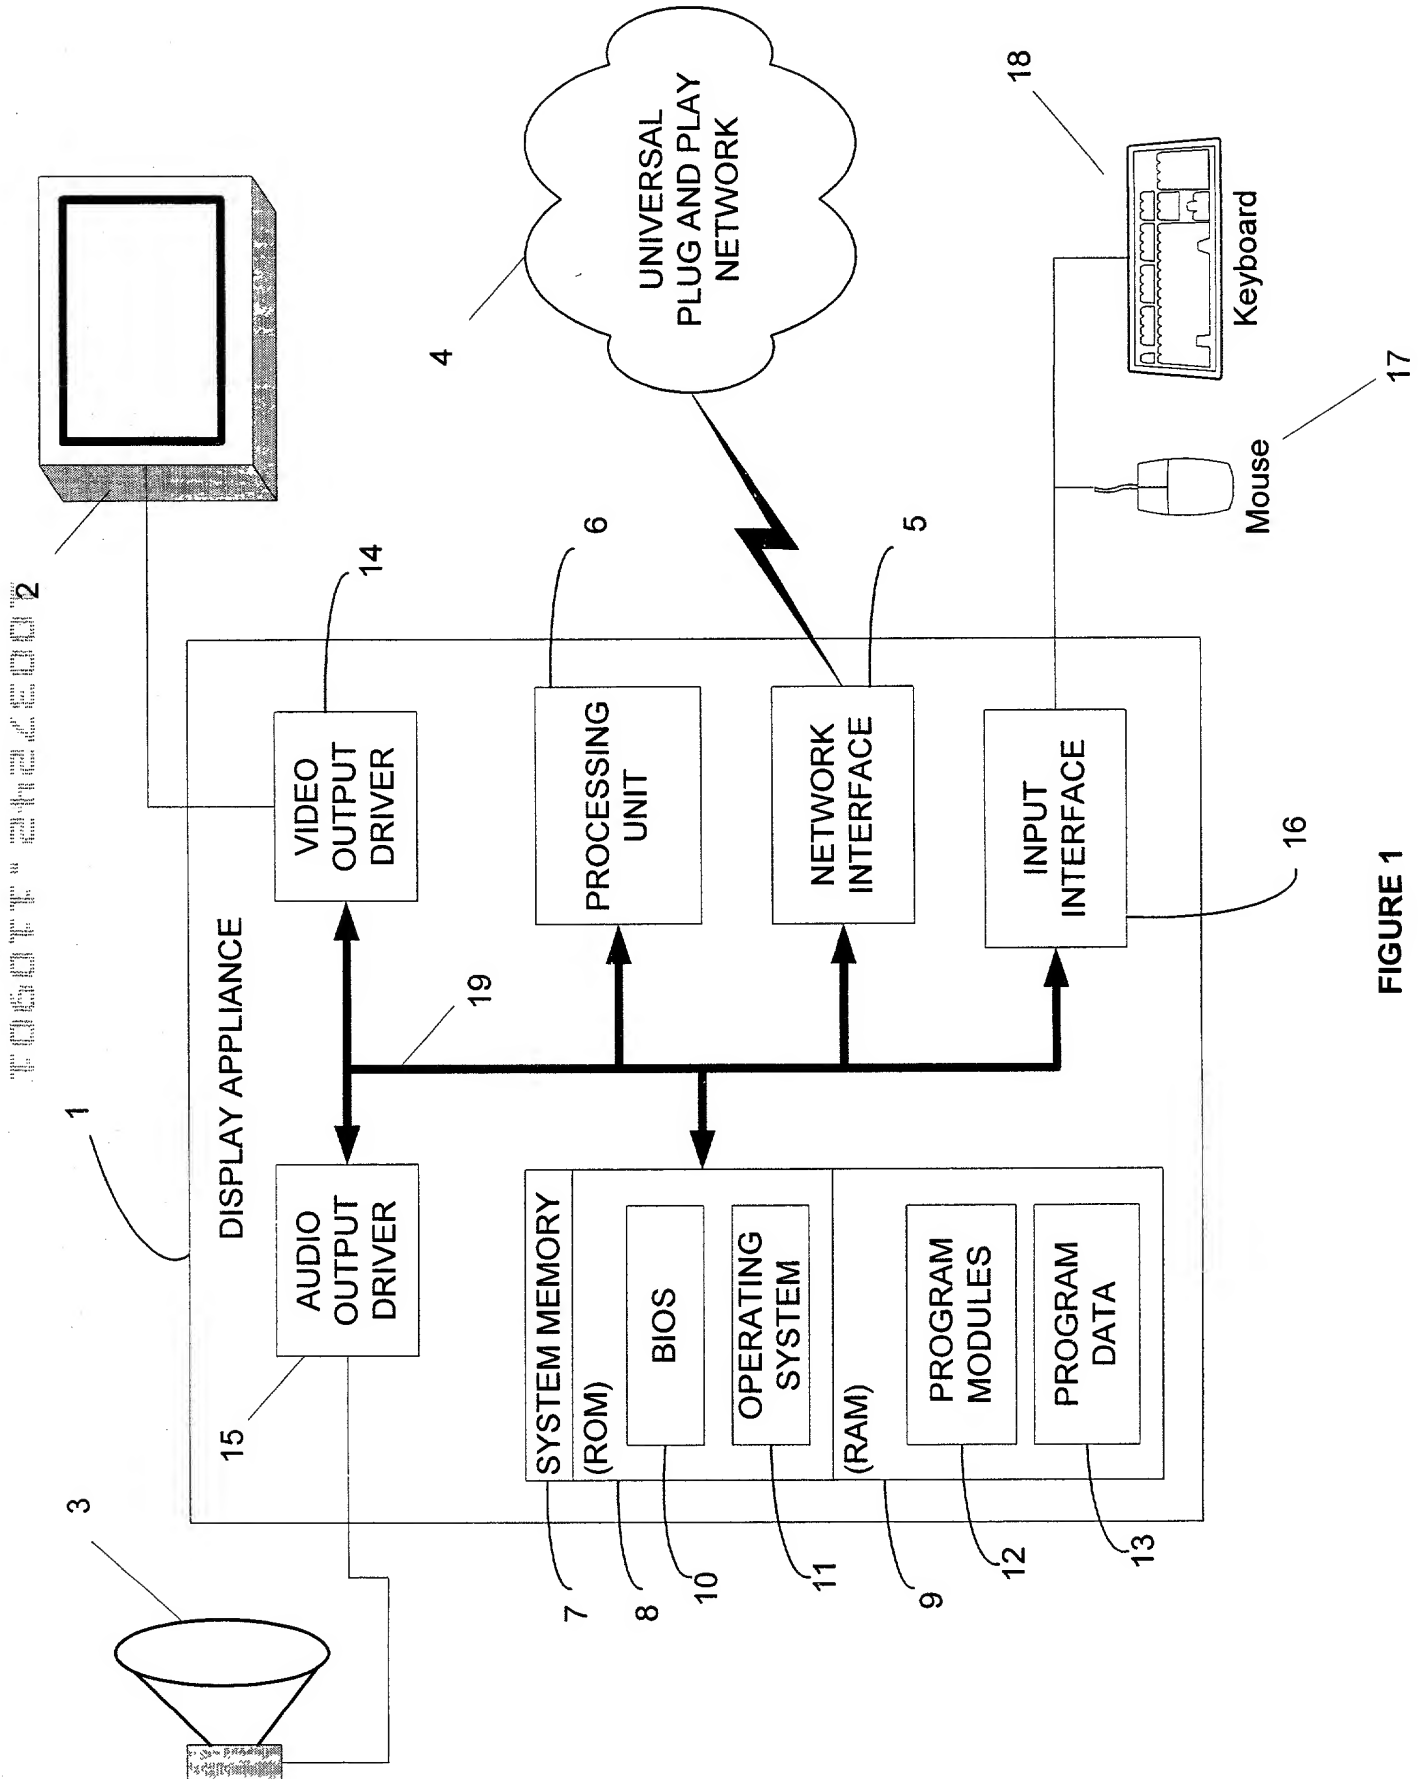 1
DISPLAY APPLIANCE
2
3
15
AUDIO
OUTPUT
DRIVER
VIDEO
OUTPUT
DRIVER
14
19
4
UNIVERSAL
PLUG AND PLAY
NETWORK
7
SYSTEM MEMORY
8
(ROM)
10
BIOS
11
OPERATING
SYSTEM
9
(RAM)
12
PROGRAM
MODULES
13
PROGRAM
DATA
PROCESSING
UNIT
6
NETWORK
INTERFACE
5
INPUT
INTERFACE
16
Mouse
17
Keyboard
18
FIGURE 1